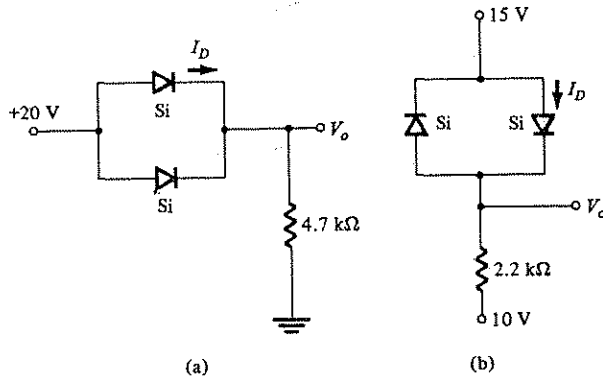 I_D
Si
+20 V
V_o
Si
4.7 kΩ
(a)
15 V
I_D
Si
Si
V_o
2.2 kΩ
10 V
(b)